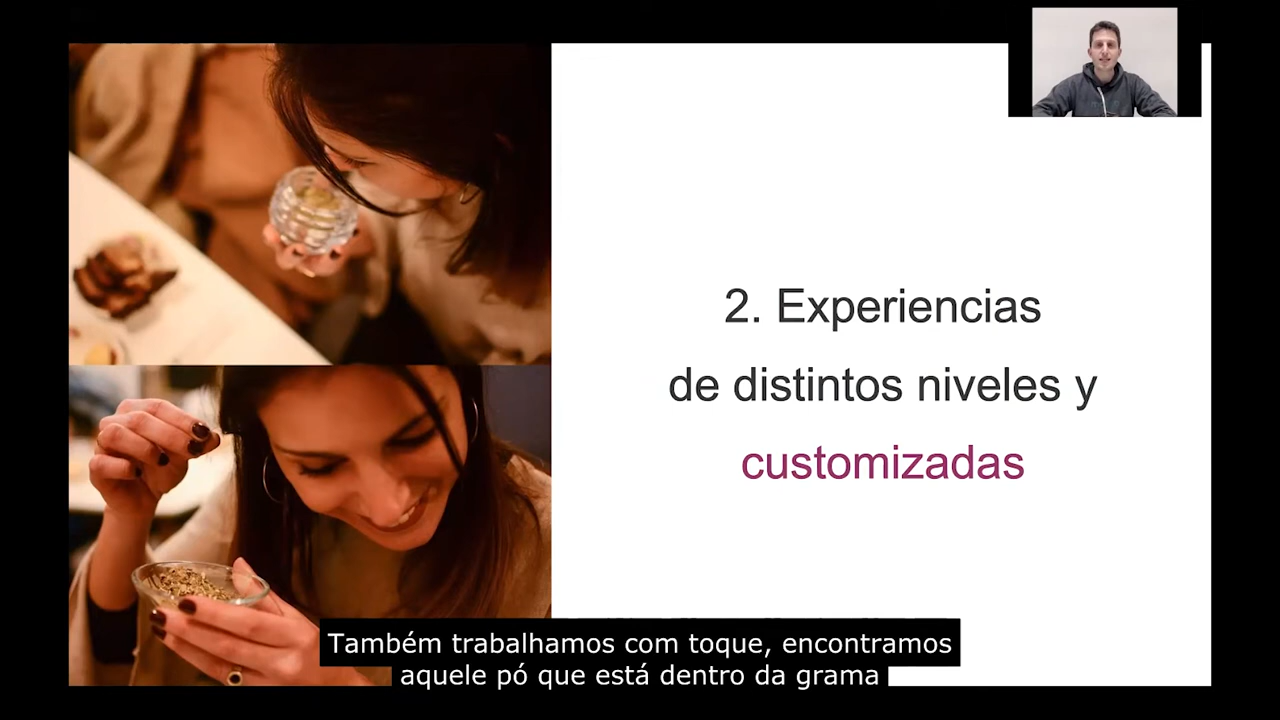 2. Experiencias
de distintos niveles y
customizadas
Também trabalhamos com toque, encontramos
aquele pó que está dentro da grama